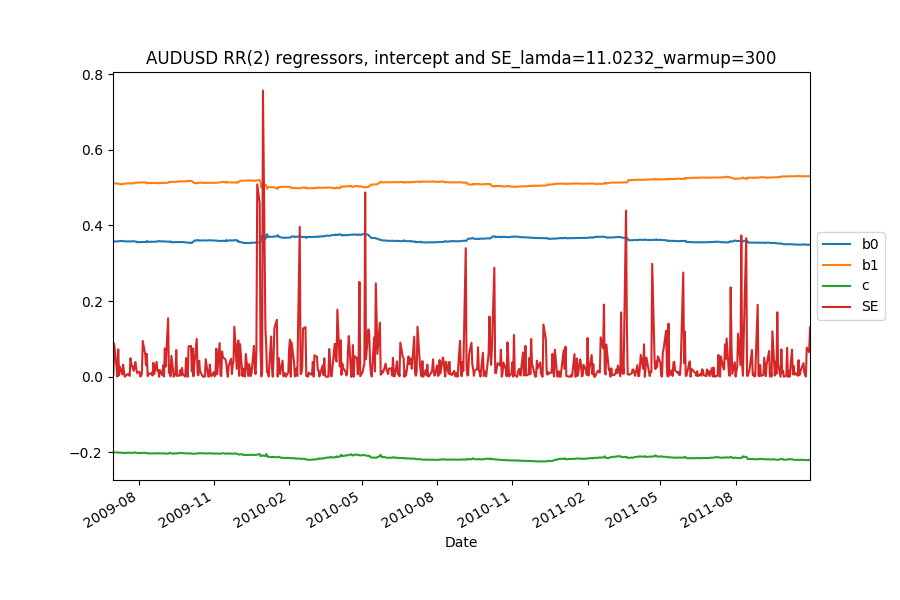 AUDUSD RR(2) regressors, intercept and SE_lamda=11.0232_warmup=300
0.8
0.6
0.4
0.2
0.0
−0.2
b0
b1
c
SE
2009-08
2009-11
2010-02
2010-05
2010-08
2010-11
2011-02
2011-05
2011-08
Date